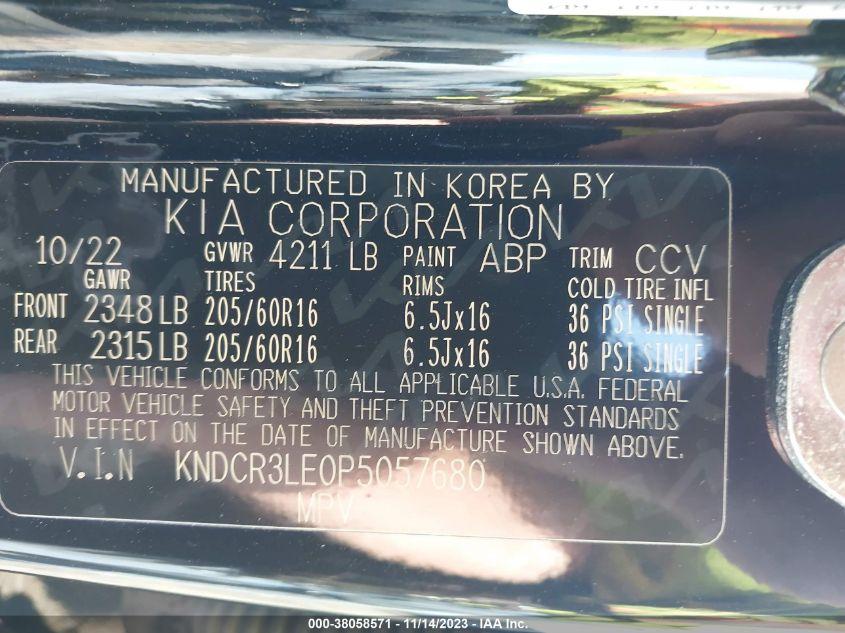 MANUFACTURED IN KOREA BY
KIA CORPORATION
10/22 GVWR 4211 LB PAINT ABP TRIM CCV
GAWR TIRES RIMS COLD TIRE INFL
FRONT 2348 LB 205/60R16 6.5Jx16 36 PSI SINGLE
REAR 2315 LB 205/60R16 6.5Jx16 36 PSI SINGLE
THIS VEHICLE CONFORMS TO ALL APPLICABLE U.S.A. FEDERAL
MOTOR VEHICLE SAFETY AND THEFT PREVENTION STANDARDS
IN EFFECT ON THE DATE OF MANUFACTURE SHOWN ABOVE.
V.I.N KNDCR3LE0P5057680
MPV
000-38058571 - 11/14/2023 - IAA Inc.